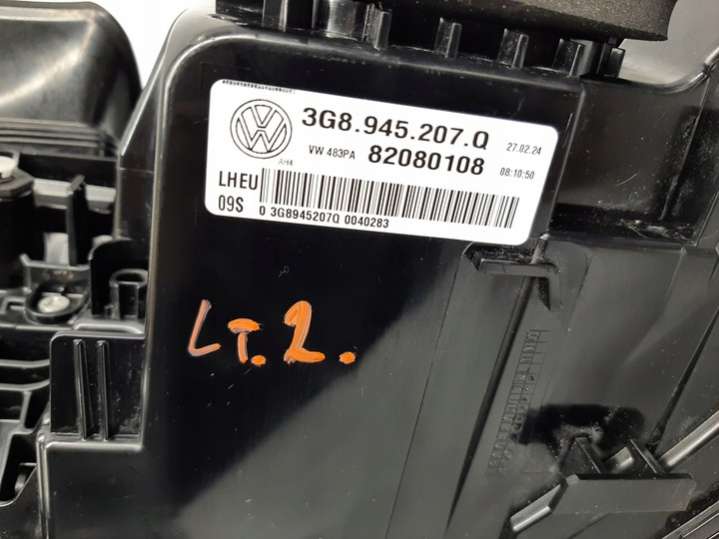 3G8.945.207.Q 27.02.24
VW 483PA 82080108 08:10:50
AH4
LHEU
09S 0 3G8945207Q 0040283
LT.2.